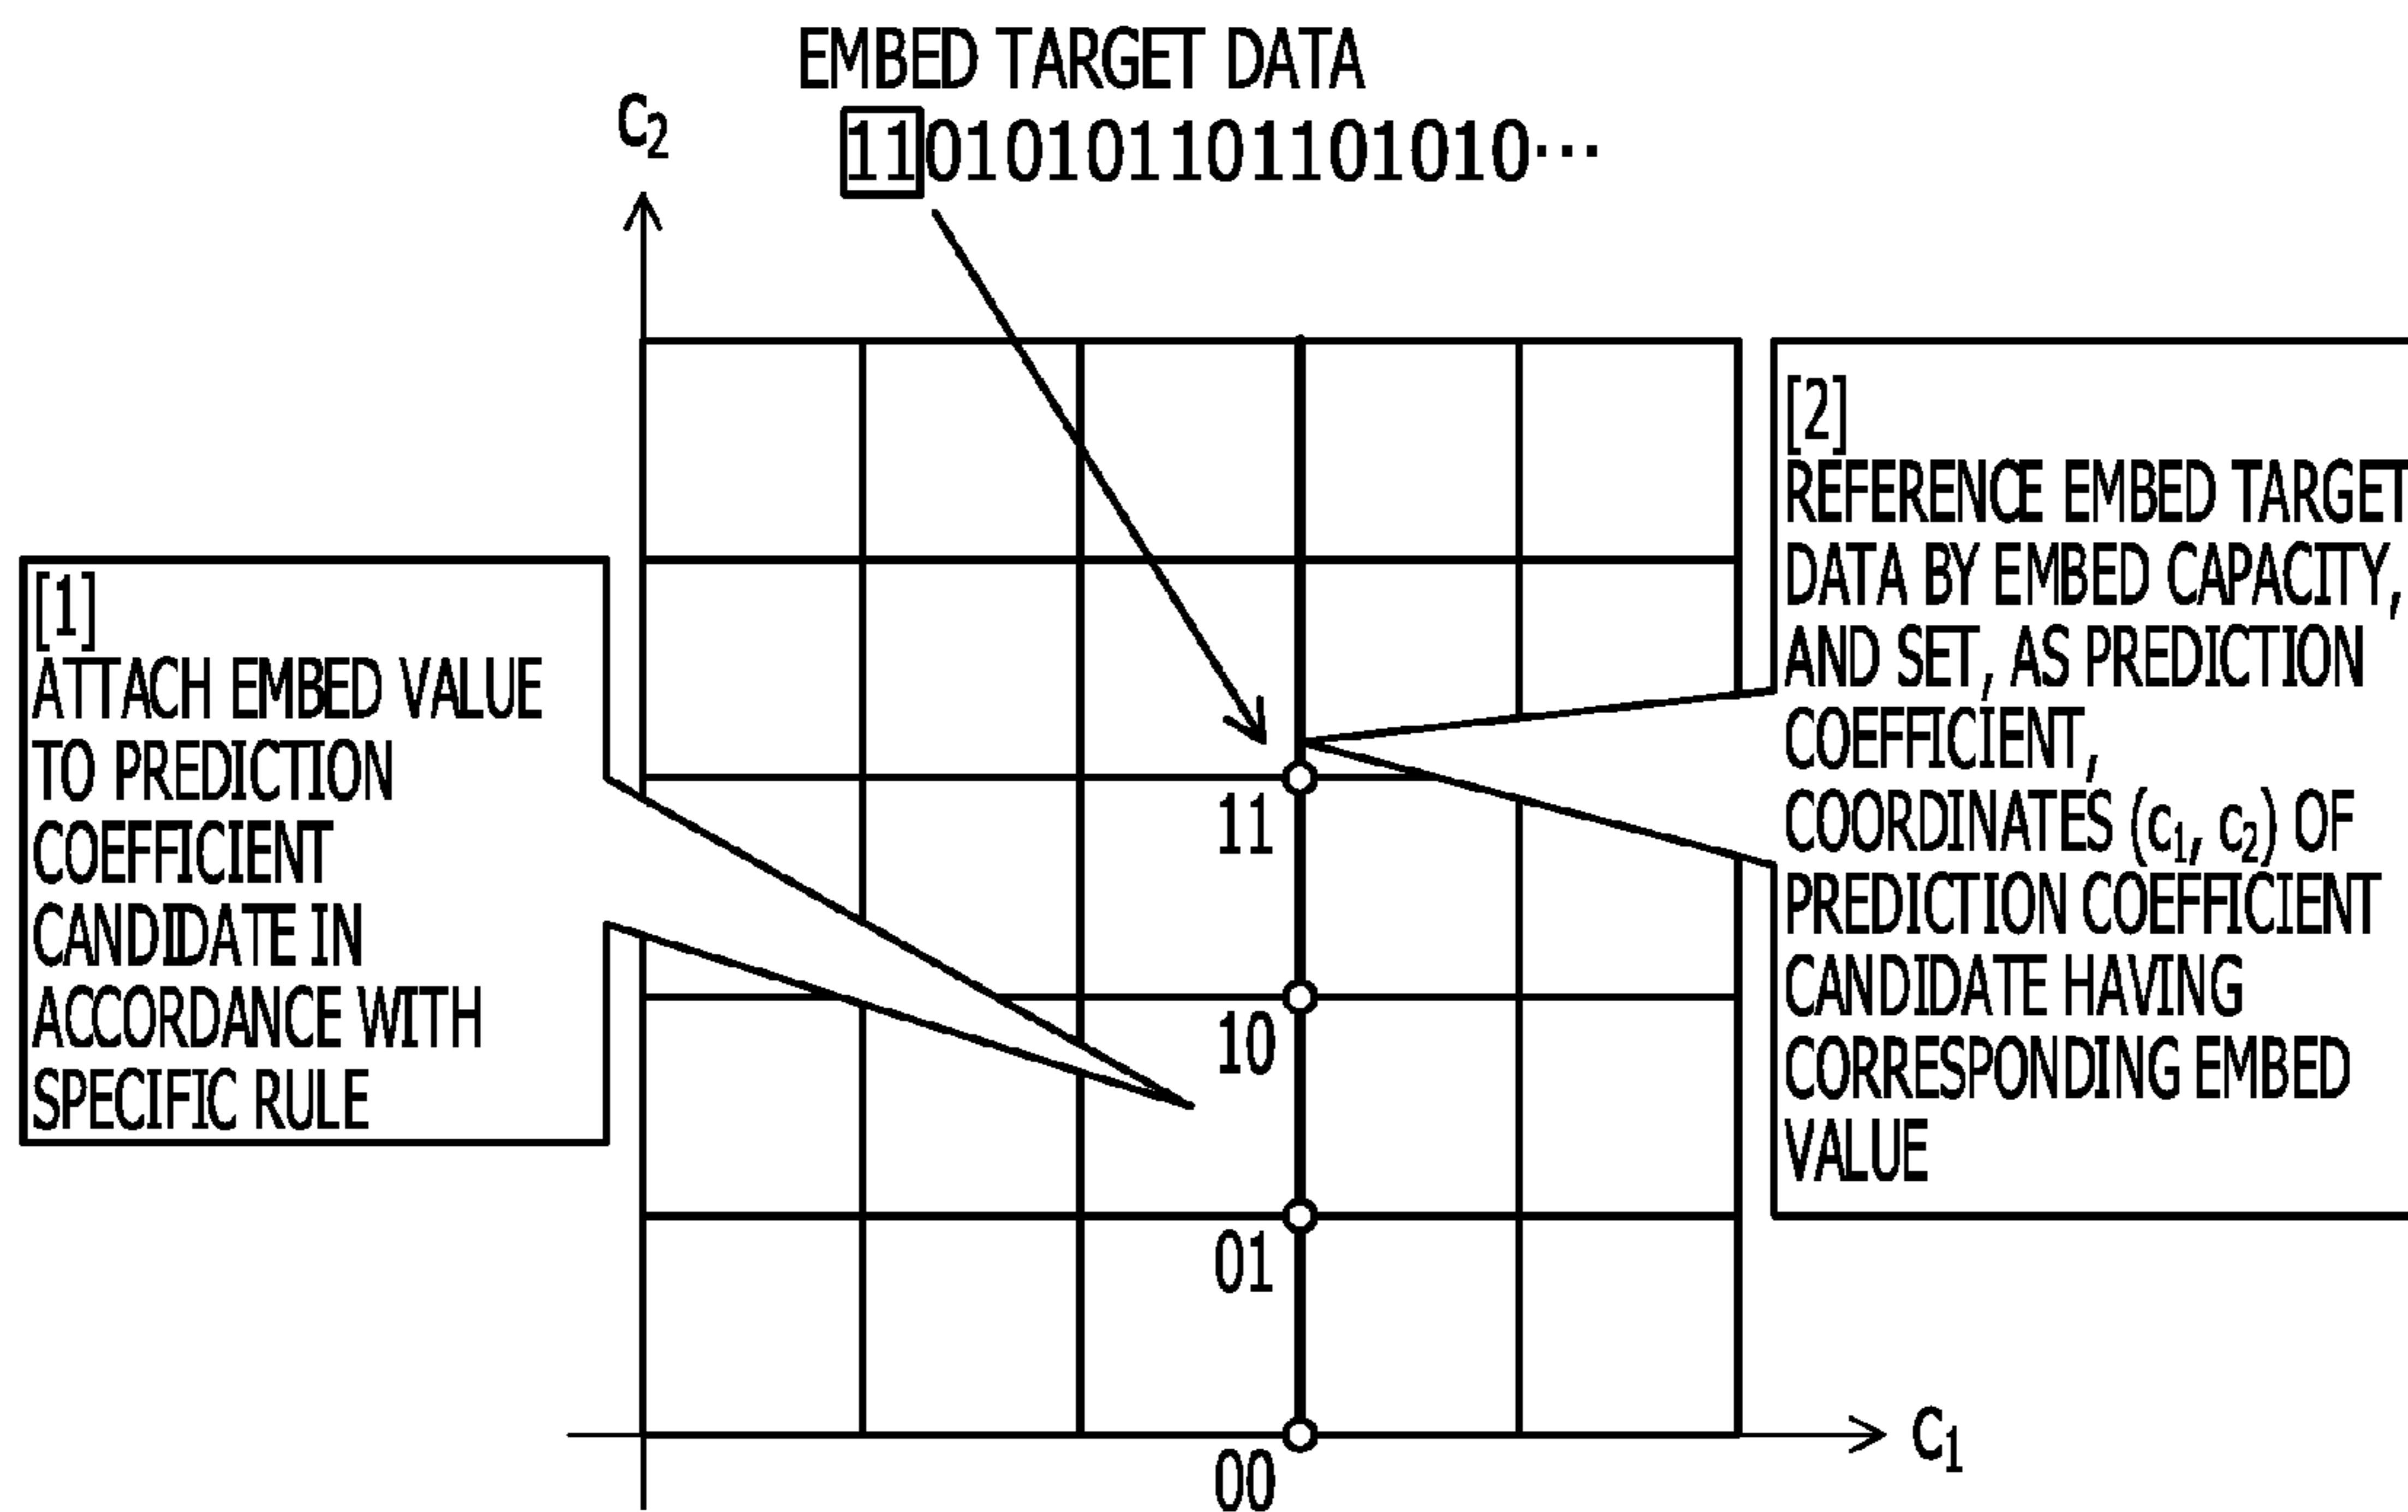 EMBED TARGET DATA
11010101101101010···
C2
[1]
ATTACH EMBED VALUE
TO PREDICTION
COEFFICIENT
CANDIDATE IN
ACCORDANCE WITH
SPECIFIC RULE
[2]
REFERENCE EMBED TARGET
DATA BY EMBED CAPACITY,
AND SET, AS PREDICTION
COEFFICIENT,
COORDINATES (c1, c2) OF
PREDICTION COEFFICIENT
CANDIDATE HAVING
CORRESPONDING EMBED
VALUE
11
10
01
00
C1